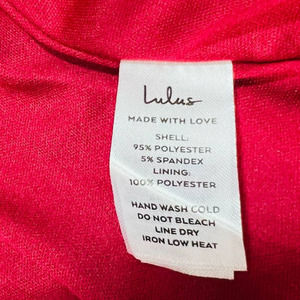 Lulus
MADE WITH LOVE
SHELL:
95% POLYESTER
5% SPANDEX
LINING:
100% POLYESTER
HAND WASH COLD
DO NOT BLEACH
LINE DRY
IRON LOW HEAT